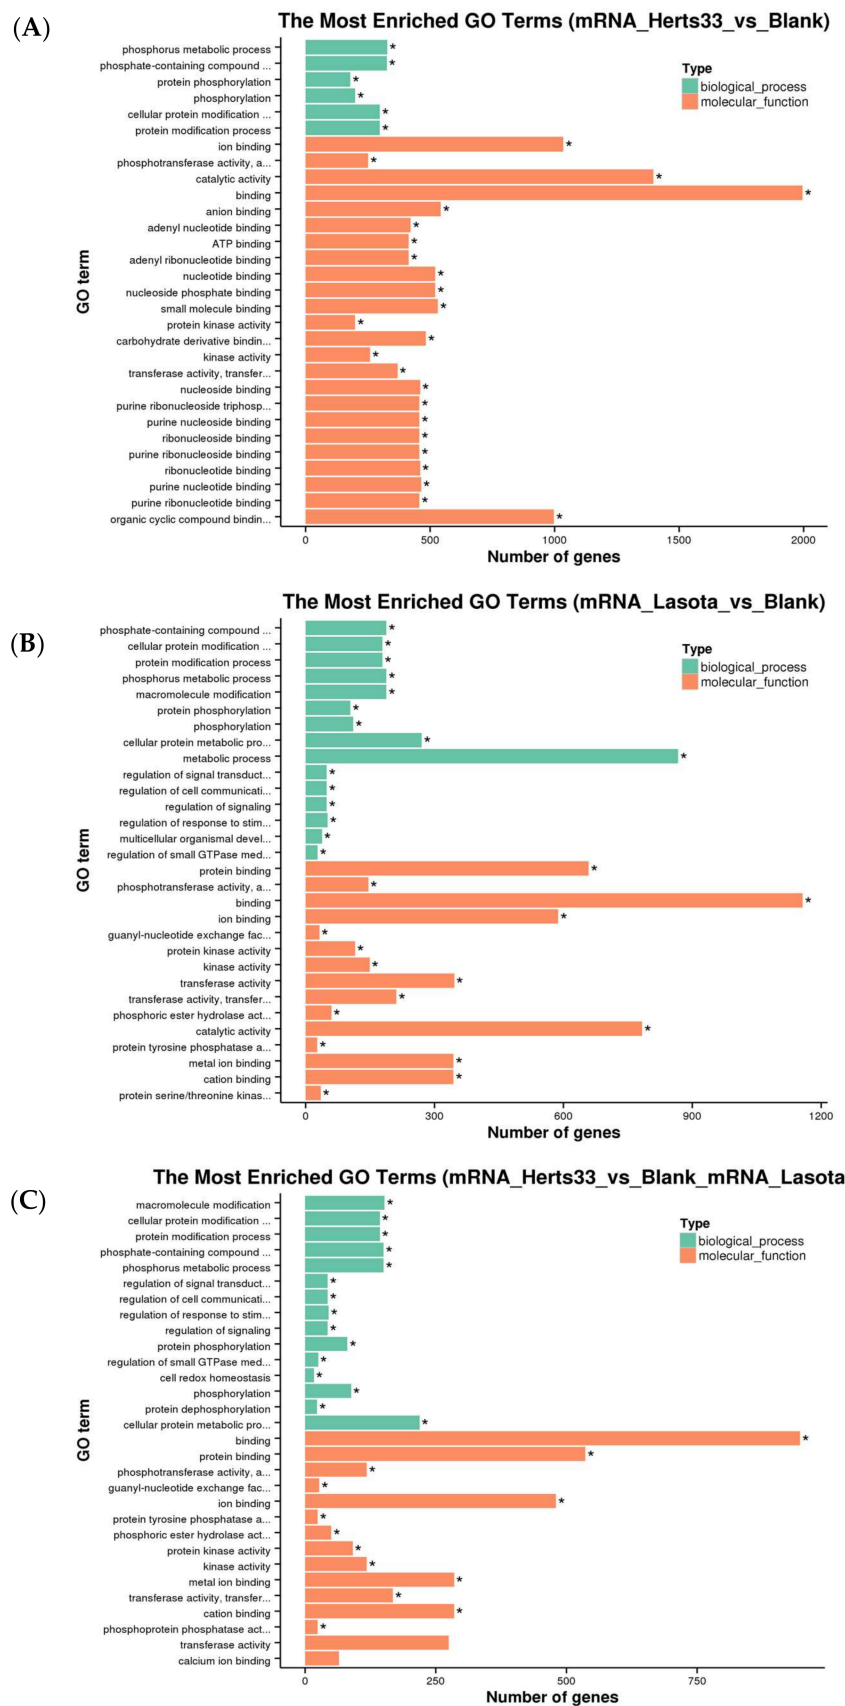 (A)
The Most Enriched GO Terms (mRNA_Herts33_vs_Blank)
phosphorus metabolic process *
phosphate-containing compound ... *
protein phosphorylation *
phosphorylation *
cellular protein modification ... *
protein modification process *
ion binding *
phosphotransferase activity, a... *
catalytic activity *
binding *
anion binding *
adenyl nucleotide binding *
ATP binding *
adenyl ribonucleotide binding *
nucleotide binding *
nucleoside phosphate binding *
small molecule binding *
protein kinase activity *
carbohydrate derivative bindin... *
kinase activity *
transferase activity, transfer... *
nucleoside binding *
purine ribonucleoside triphosp... *
purine nucleoside binding *
ribonucleoside binding *
purine ribonucleoside binding *
ribonucleotide binding *
purine nucleotide binding *
purine ribonucleotide binding *
organic cyclic compound bindin... *
Type
biological_process
molecular_function
GO term
0 500 1000 1500 2000
Number of genes
(B)
The Most Enriched GO Terms (mRNA_Lasota_vs_Blank)
phosphate-containing compound ... *
cellular protein modification ... *
protein modification process *
phosphorus metabolic process *
macromolecule modification *
protein phosphorylation *
phosphorylation *
cellular protein metabolic pro... *
metabolic process *
regulation of signal transduct... *
regulation of cell communicati... *
regulation of signaling *
regulation of response to stim... *
multicellular organismal devel... *
regulation of small GTPase med... *
protein binding *
phosphotransferase activity, a... *
binding *
ion binding *
guanyl-nucleotide exchange fac... *
protein kinase activity *
kinase activity *
transferase activity *
transferase activity, transfer... *
phosphoric ester hydrolase act... *
catalytic activity *
protein tyrosine phosphatase a... *
metal ion binding *
cation binding *
protein serine/threonine kinas... *
Type
biological_process
molecular_function
GO term
0 300 600 900 1200
Number of genes
(C)
The Most Enriched GO Terms (mRNA_Herts33_vs_Blank_mRNA_Lasota
macromolecule modification *
cellular protein modification ... *
protein modification process *
phosphate-containing compound ... *
phosphorus metabolic process *
regulation of signal transduct... *
regulation of cell communicati... *
regulation of response to stim... *
regulation of signaling *
protein phosphorylation *
regulation of small GTPase med... *
cell redox homeostasis *
phosphorylation *
protein dephosphorylation *
cellular protein metabolic pro... *
binding *
protein binding *
phosphotransferase activity, a... *
guanyl-nucleotide exchange fac... *
ion binding *
protein tyrosine phosphatase a... *
phosphoric ester hydrolase act... *
protein kinase activity *
kinase activity *
metal ion binding *
transferase activity, transfer... *
cation binding *
phosphoprotein phosphatase act... *
transferase activity
calcium ion binding
Type
biological_process
molecular_function
GO term
0 250 500 750
Number of genes